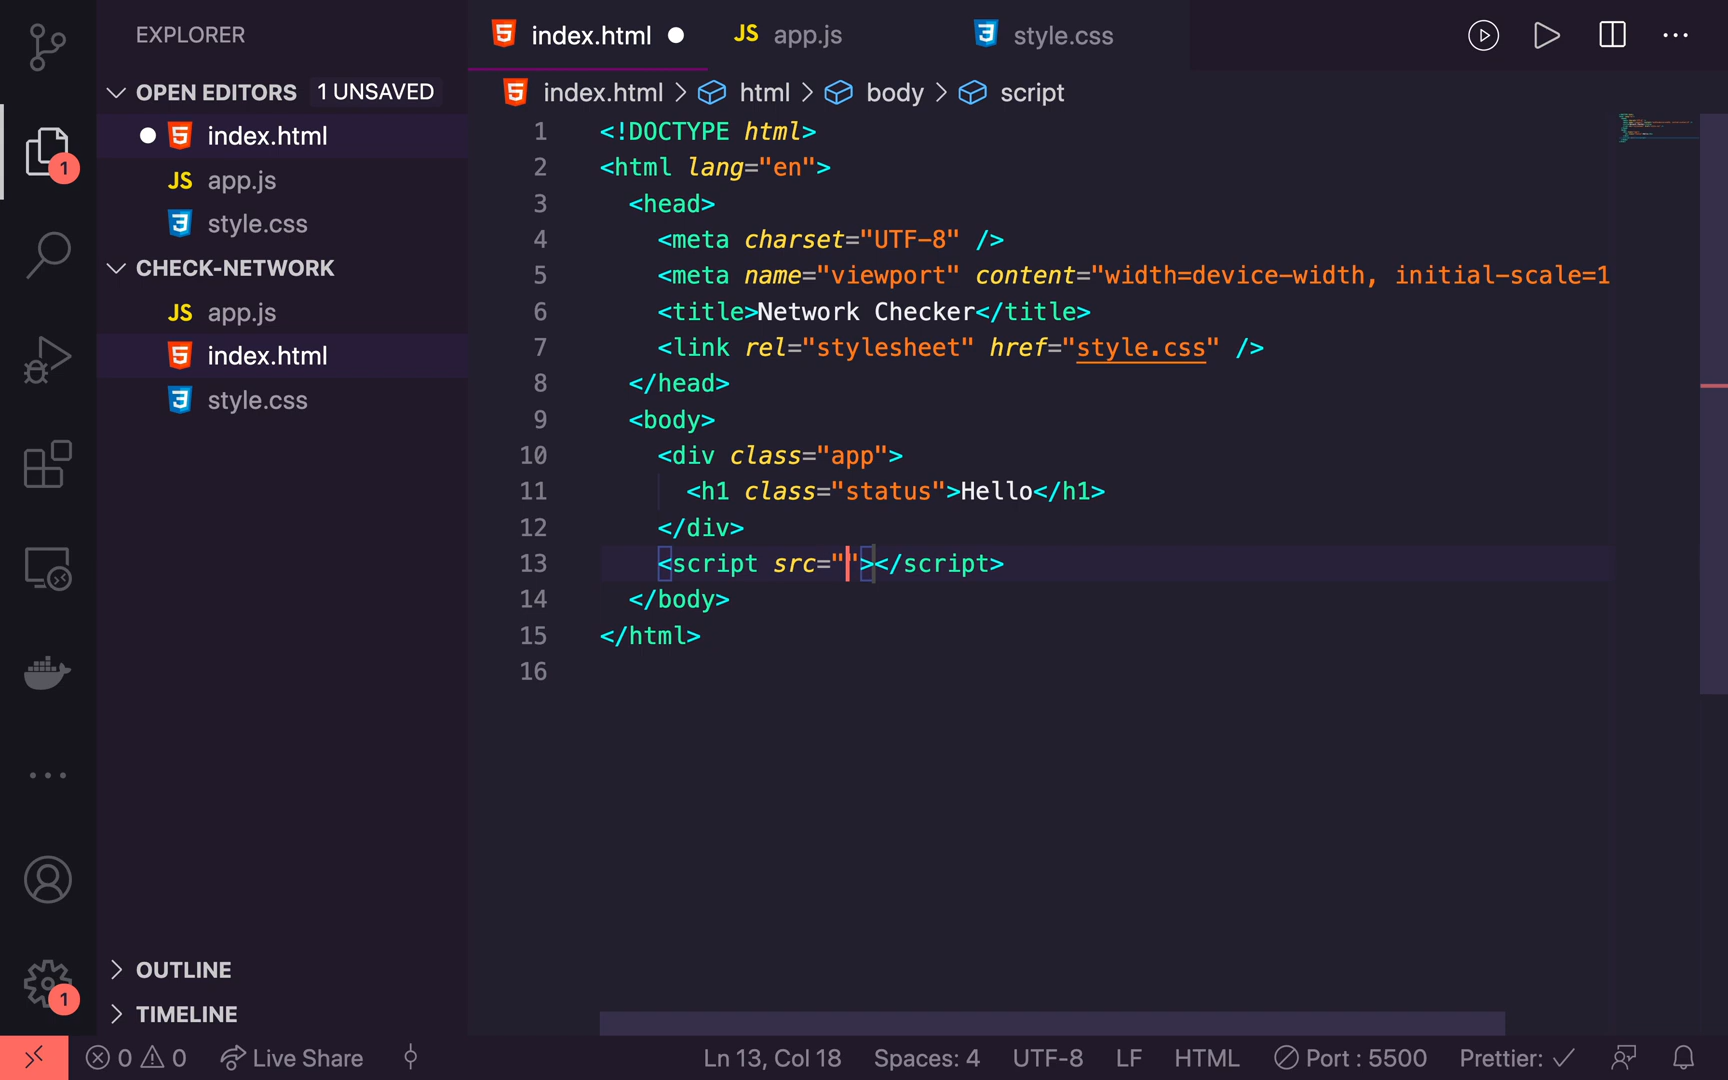 EXPLORER
OPEN EDITORS 1 UNSAVED
index.html
JS app.js
style.css
CHECK-NETWORK
JS app.js
index.html
style.css
OUTLINE
TIMELINE
1
1
index.html
JS app.js
style.css
index.html > html > body > script
1 <!DOCTYPE html>
2 <html lang="en">
3 <head>
4 <meta charset="UTF-8" />
5 <meta name="viewport" content="width=device-width, initial-scale=1
6 <title>Network Checker</title>
7 <link rel="stylesheet" href="style.css" />
8 </head>
9 <body>
10 <div class="app">
11 <h1 class="status">Hello</h1>
12 </div>
13 <script src=""></script>
14 </body>
15 </html>
16
0 0 Live Share Ln 13, Col 18 Spaces: 4 UTF-8 LF HTML Port : 5500 Prettier: ✓